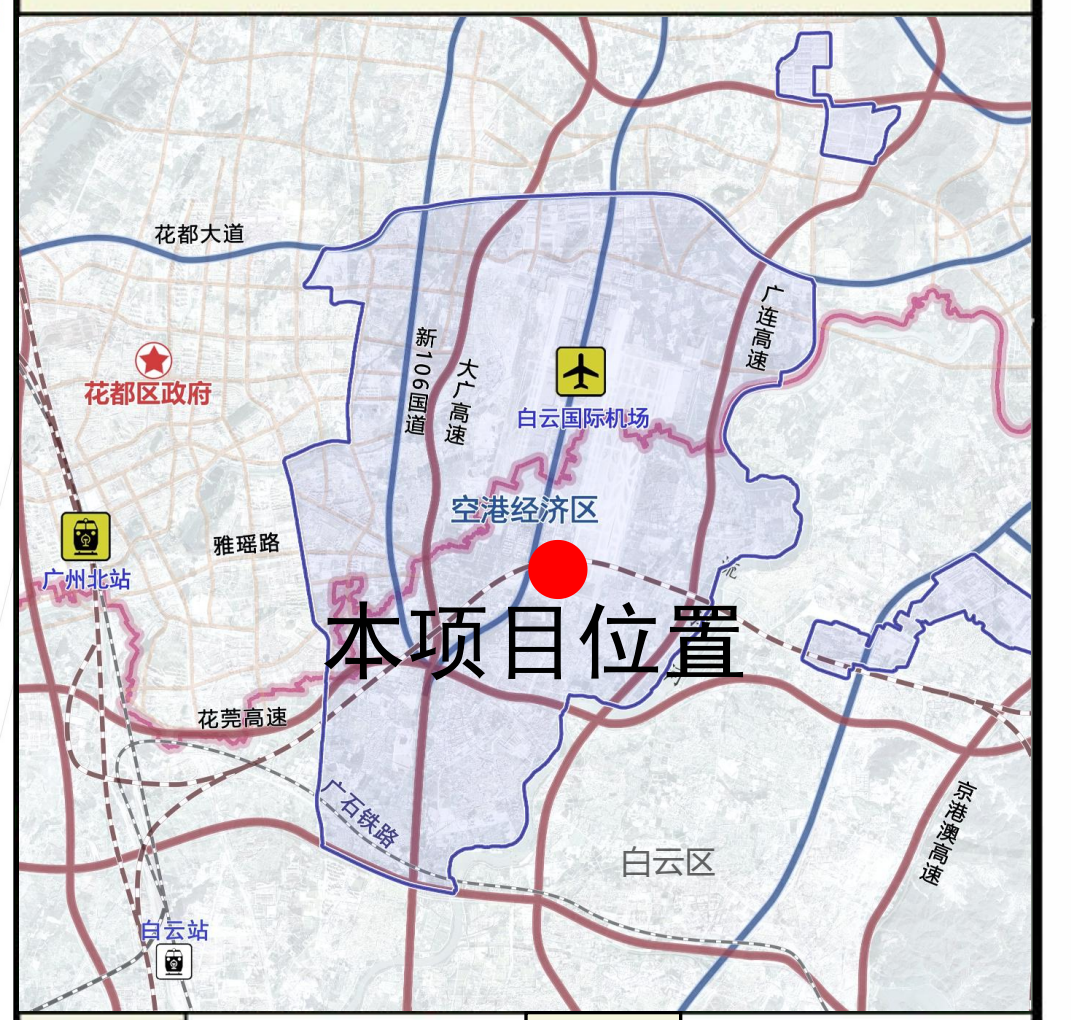 花都大道
广连高速
新106国道
大广高速
花都区政府
白云国际机场
空港经济区
雅瑶路
广州北站
本项目位置
花莞高速
广石铁路
京港澳高速
白云区
白云站